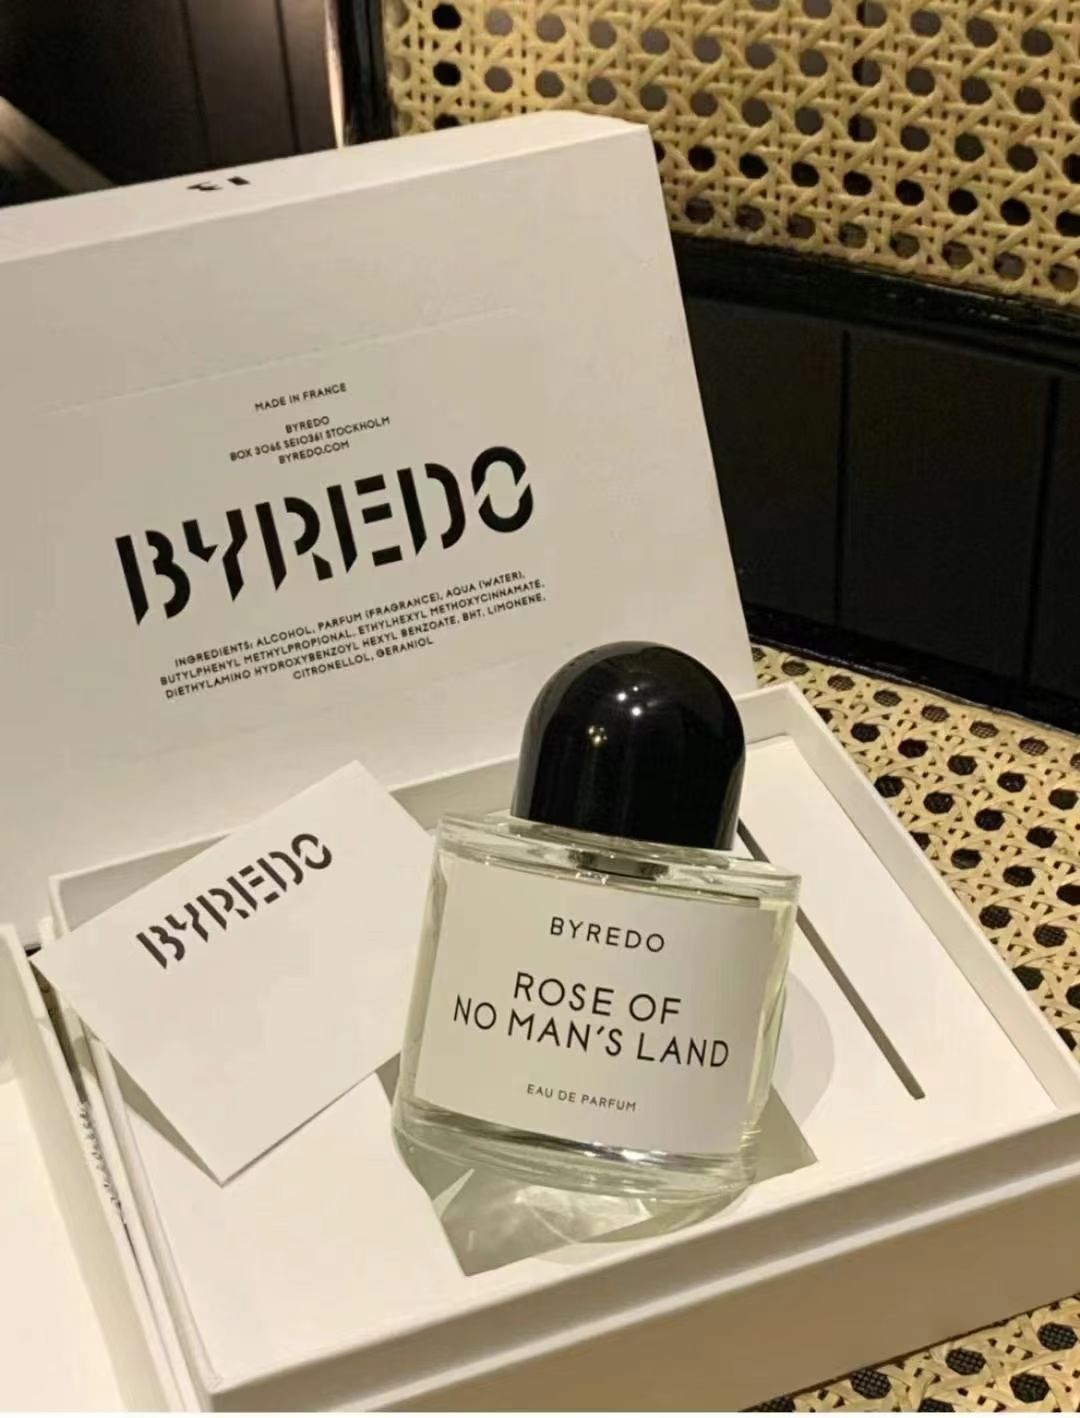 MADE IN FRANCE
BYREDO
BOX 3065 SE10361 STOCKHOLM
BYREDO.COM
BYREDO
INGREDIENTS: ALCOHOL, PARFUM (FRAGRANCE), AQUA (WATER),
BUTYLPHENYL METHYLPROPIONAL, ETHYLHEXYL METHOXYCINNAMATE,
DIETHYLAMINO HYDROXYBENZOYL HEXYL BENZOATE, BHT, LIMONENE,
CITRONELLOL, GERANIOL
BYREDO
BYREDO
ROSE OF
NO MAN'S LAND
EAU DE PARFUM